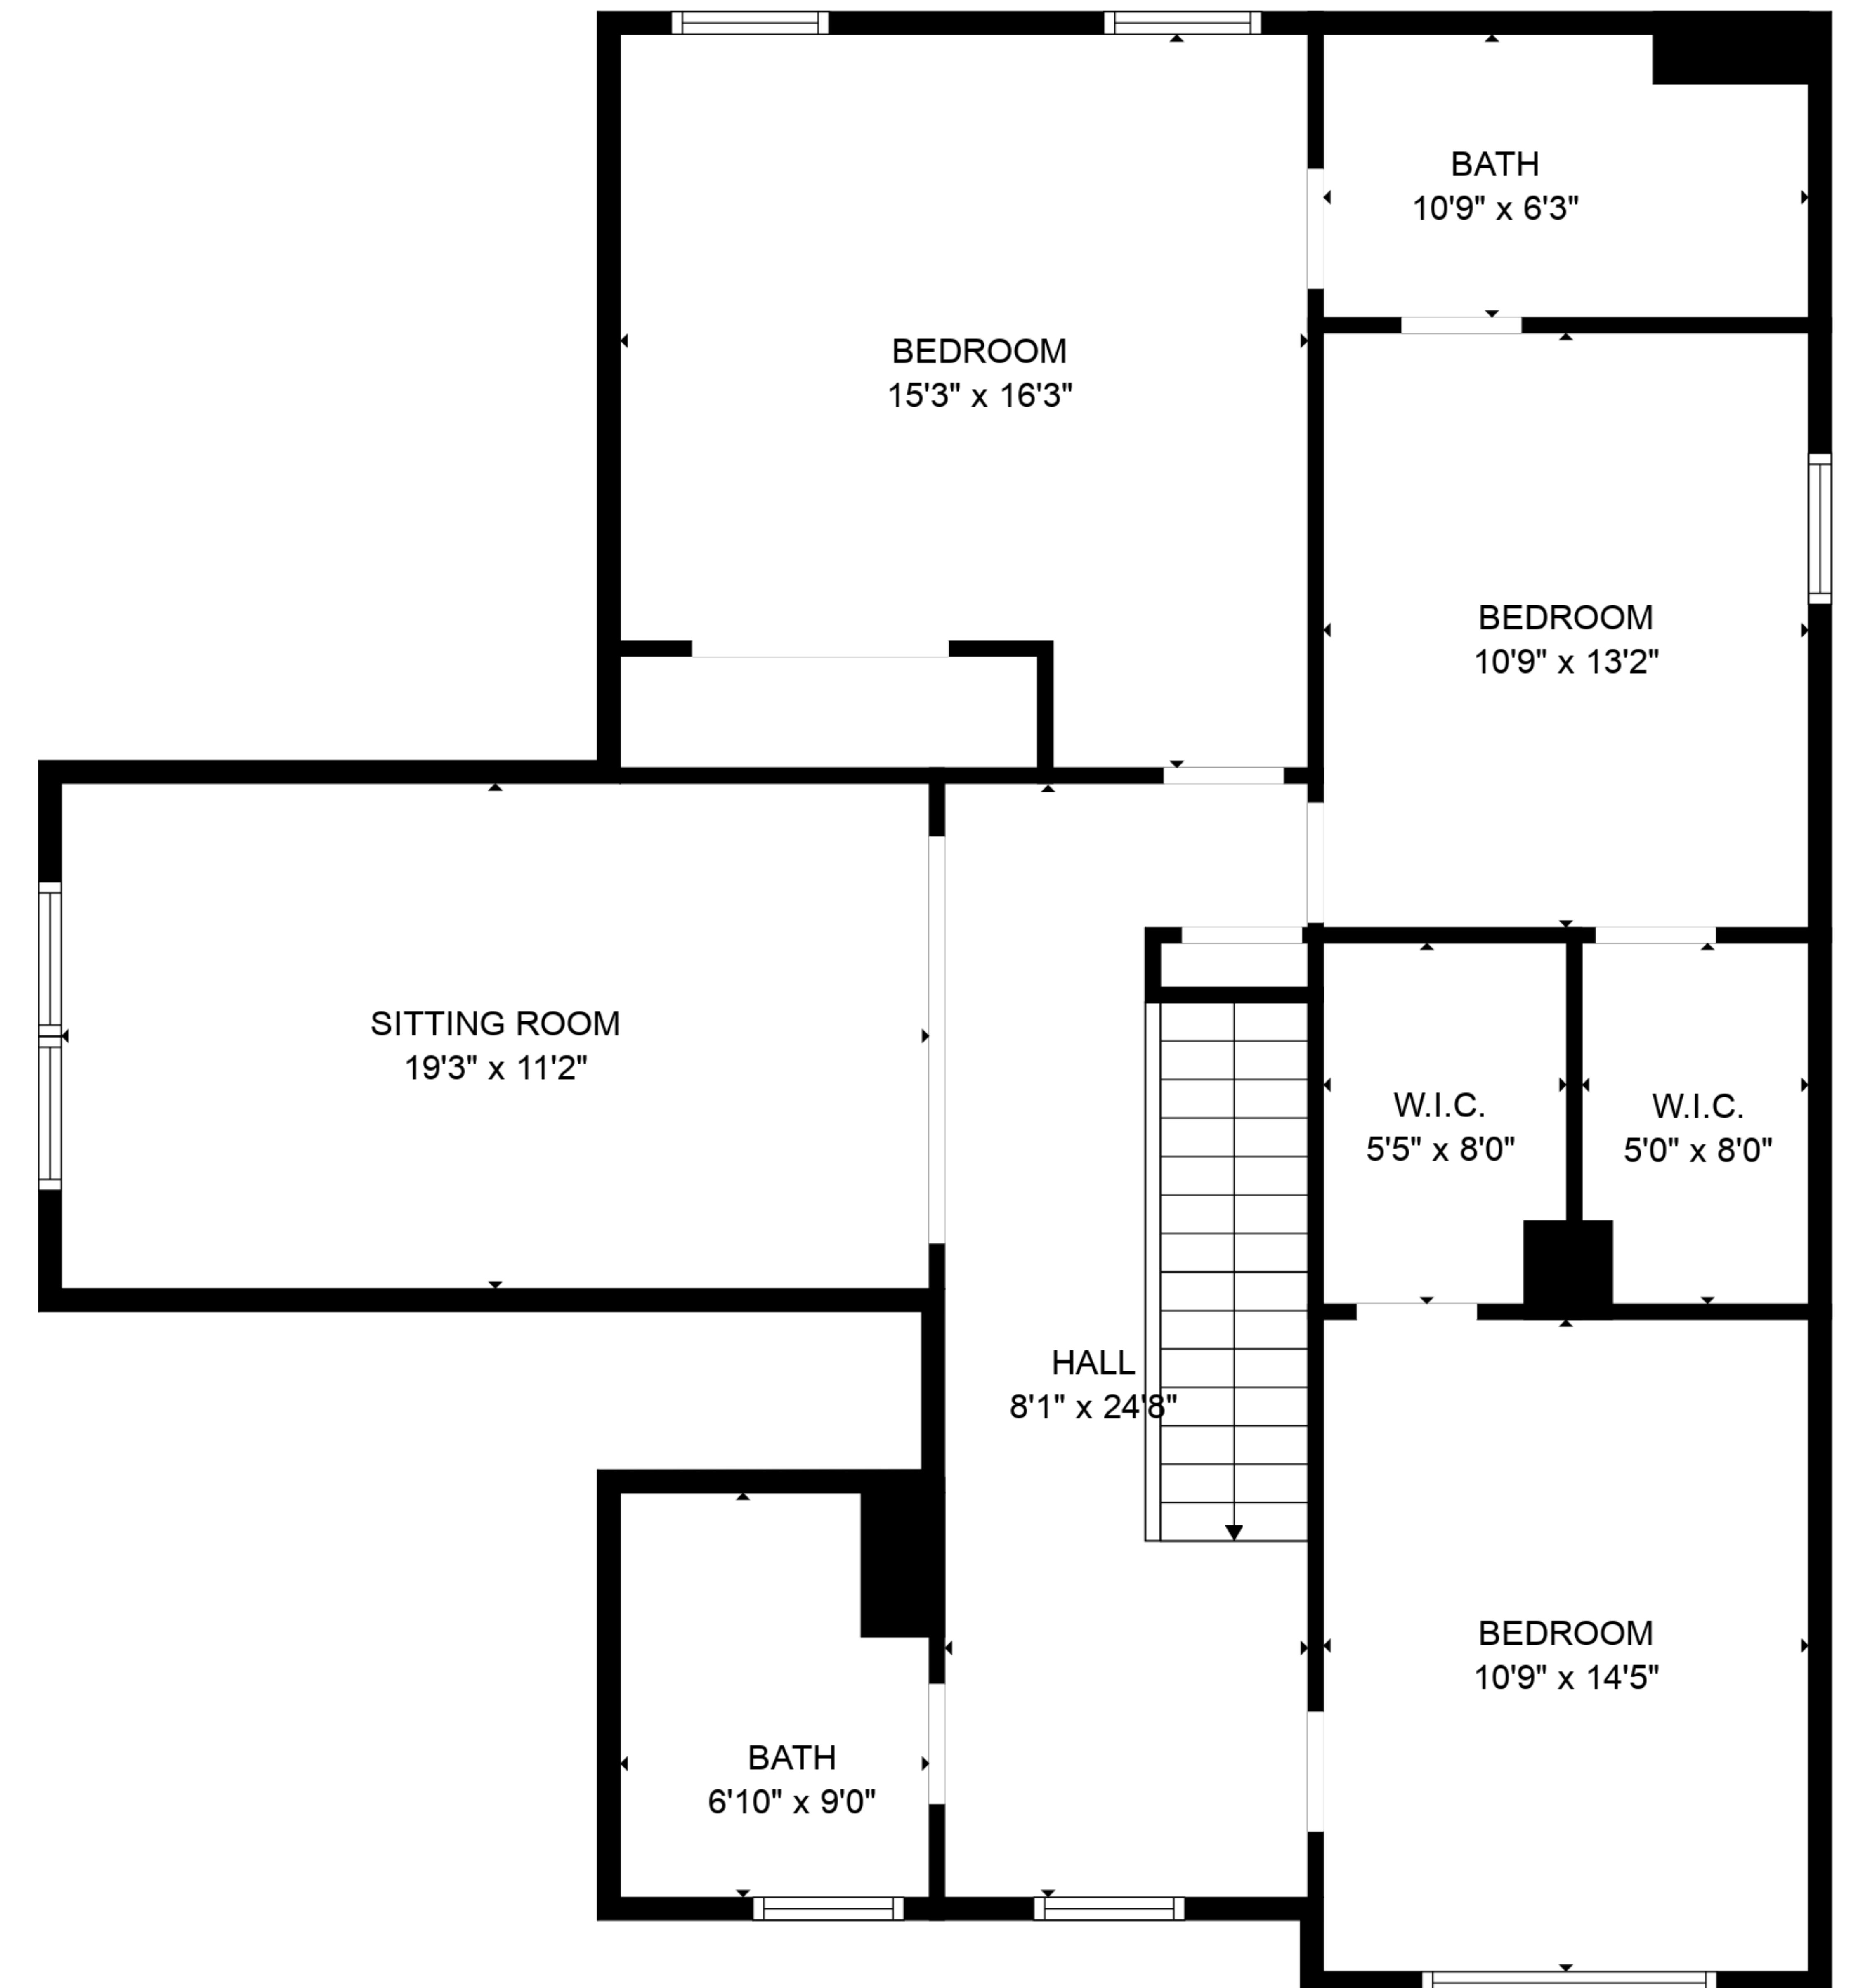 BATH
10'9" x 6'3"
BEDROOM
15'3" x 16'3"
BEDROOM
10'9" x 13'2"
SITTING ROOM
19'3" x 11'2"
W.I.C.
5'5" x 8'0"
W.I.C.
5'0" x 8'0"
HALL
8'1" x 24'8"
BEDROOM
10'9" x 14'5"
BATH
6'10" x 9'0"